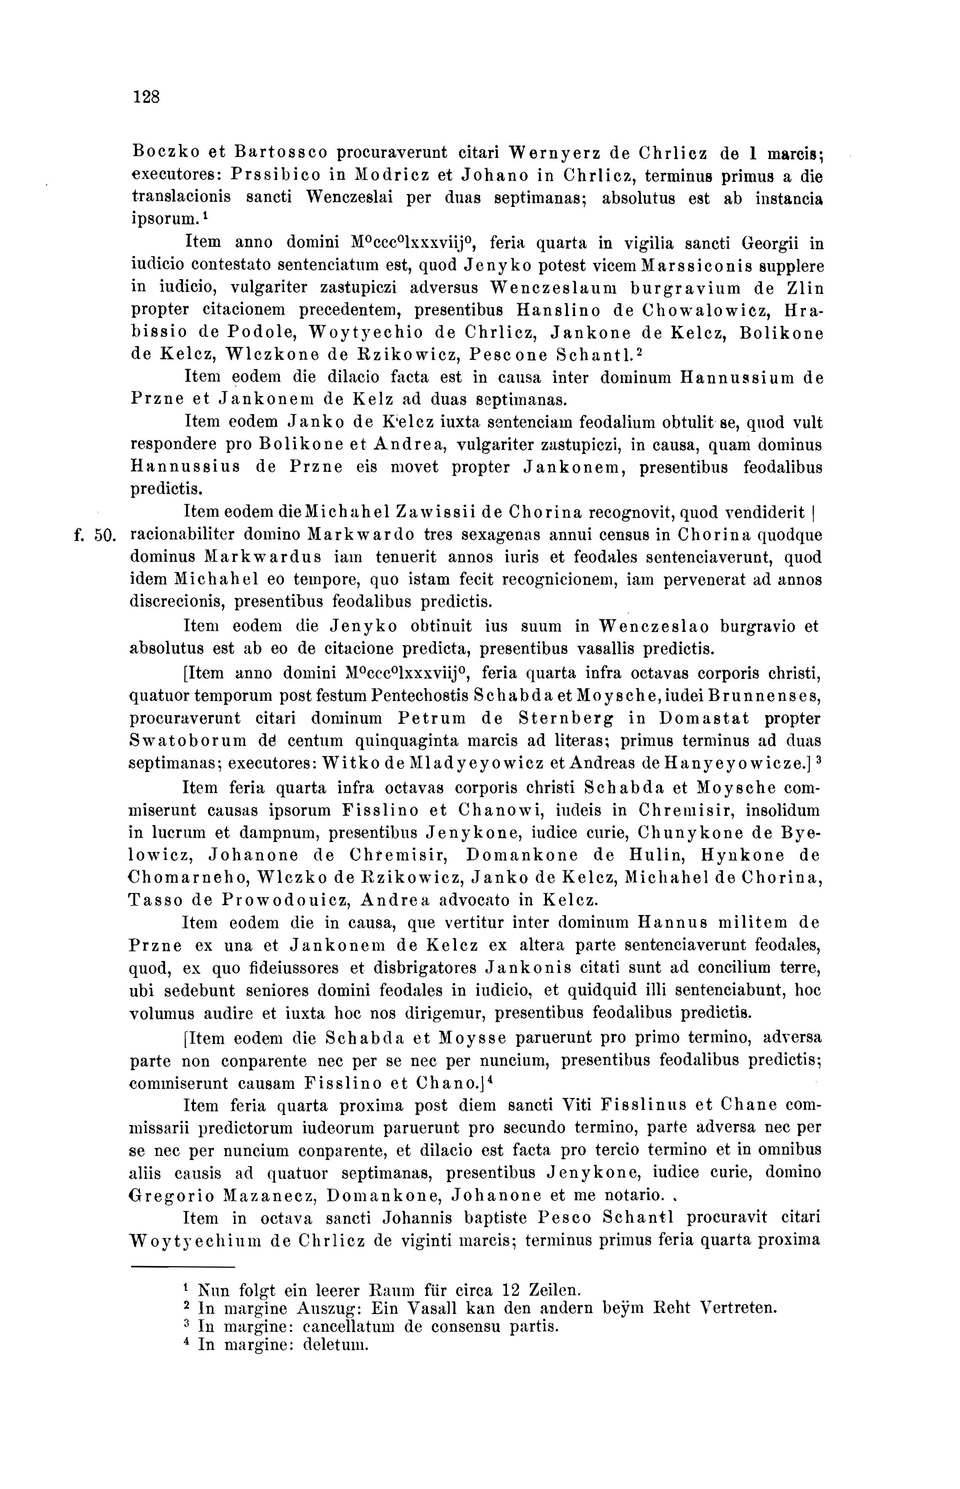 128
Boczko et Bartossco procuraverunt citari Wernyerz de Chrlicz de l marcis;
executores: Prssibico in Modricz et Johano in Chrlicz, terminus primus a die
translacionis sancti Wenczeslai per duas septimanas; absolutus est ab instancia
ipsorum.¹
Item anno domini M⁰ccc⁰lxxxviij⁰, feria quarta in vigilia sancti Georgii in
iudicio contestato sentenciatum est, quod Jenyko potest vicem Marssiconis supplere
in iudicio, vulgariter zastupiczi adversus Wenczeslaum burgravium de Zlin
propter citacionem precedentem, presentibus Hanslino de Chowalowicz, Hra-
bissio de Podole, Woytyechio de Chrlicz, Jankone de Kelcz, Bolikone
de Kelcz, Wlczkone de Rzikowicz, Pescone Schantl.²
Item eodem die dilacio facta est in causa inter dominum Hannussium de
Przne et Jankonem de Kelz ad duas septimanas.
Item eodem Janko de Kelcz iuxta sentenciam feodalium obtulit se, quod vult
respondere pro Bolikone et Andrea, vulgariter zastupiczi, in causa, quam dominus
Hannussius de Przne eis movet propter Jankonem, presentibus feodalibus
predictis.
Item eodem die Michahel Zawissii de Chorina recognovit, quod vendiderit |
f. 50. racionabiliter domino Markwardo tres sexagenas annui census in Chorina quodque
dominus Markwardus iam tenuerit annos iuris et feodales sentenciaverunt, quod
idem Michahel eo tempore, quo istam fecit recognicionem, iam pervenerat ad annos
discrecionis, presentibus feodalibus predictis.
Item eodem die Jenyko obtinuit ius suum in Wenczeslao burgravio et
absolutus est ab eo de citacione predicta, presentibus vasallis predictis.
[Item anno domini M⁰ccc⁰lxxxviij⁰, feria quarta infra octavas corporis christi,
quatuor temporum post festum Pentechostis Schabda et Moysche, iudei Brunnenses,
procuraverunt citari dominum Petrum de Sternberg in Domastat propter
Swatoborum de centum quinquaginta marcis ad literas; primus terminus ad duas
septimanas; executores: Witko de Mladyeyowicz et Andreas de Hanyeyowicze.]³
Item feria quarta infra octavas corporis christi Schabda et Moysche com-
miserunt causas ipsorum Fisslino et Chanowi, iudeis in Chremisir, insolidum
in lucrum et dampnum, presentibus Jenykone, iudice curie, Chunykone de Bye-
lowicz, Johanone de Chremisir, Domankone de Hulin, Hynkone de
Chomarneho, Wlczko de Rzikowicz, Janko de Kelcz, Michahel de Chorina,
Tasso de Prowodouicz, Andrea advocato in Kelcz.
Item eodem die in causa, que vertitur inter dominum Hannus militem de
Przne ex una et Jankonem de Kelcz ex altera parte sentenciaverunt feodales,
quod, ex quo fideiussores et disbrigatores Jankonis citati sunt ad concilium terre,
ubi sedebunt seniores domini feodales in iudicio, et quidquid illi sentenciabunt, hoc
volumus audire et iuxta hoc nos dirigemur, presentibus feodalibus predictis.
[Item eodem die Schabda et Moysse paruerunt pro primo termino, adversa
parte non conparente nec per se nec per nuncium, presentibus feodalibus predictis;
commiserunt causam Fisslino et Chano.]⁴
Item feria quarta proxima post diem sancti Viti Fisslinus et Chane com-
missarii predictorum iudeorum paruerunt pro secundo termino, parte adversa nec per
se nec per nuncium conparente, et dilacio est facta pro tercio termino et in omnibus
aliis causis ad quatuor septimanas, presentibus Jenykone, iudice curie, domino
Gregorio Mazanecz, Domankone, Johanone et me notario.
Item in octava sancti Johannis baptiste Pesco Schantl procuravit citari
Woytyechium de Chrlicz de viginti marcis; terminus primus feria quarta proxima
¹ Nun folgt ein leerer Raum für circa 12 Zeilen.
² In margine Auszug: Ein Vasall kan den andern beÿm Reht Vertreten.
³ In margine: cancellatum de consensu partis.
⁴ In margine: deletum.